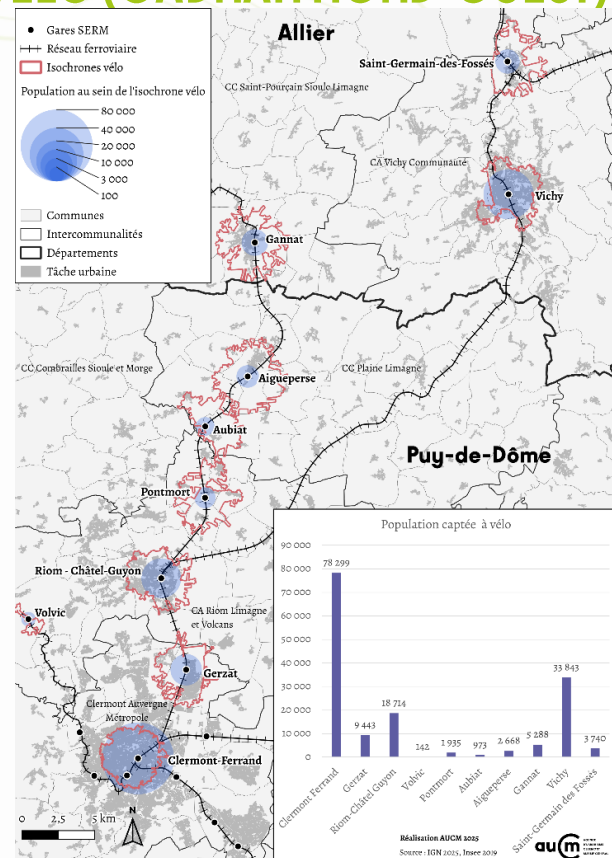 Allier
Gares SERM
Réseau ferroviaire
Isochrones vélo
Population au sein de l'isochrone vélo
80 000
40 000
20 000
10 000
3 000
100
Communes
Intercommunalités
Départements
Tâche urbaine
Saint-Germain-des-Fossés
CC Saint-Pourçain Sioule Limagne
CA Vichy Communauté
Vichy
Gannat
CC Combrailles Sioule et Morge
Aigueperse
CC Plaine Limagne
Aubiat
Puy-de-Dôme
Pontmort
Riom - Châtel-Guyon
Volvic
CA Riom Limagne
et Volcans
Gerzat
Clermont Auvergne
Métropole
Clermont-Ferrand
0 2,5 5 km
N
Population captée à vélo
90 000
80 000
70 000
60 000
50 000
40 000
30 000
20 000
10 000
0
78 299
9 443
18 714
142
1 935
973
2 668
5 288
33 843
3 740
Clermont Ferrand
Gerzat
Riom-Châtel Guyon
Volvic
Pontmort
Aubiat
Aigueperse
Gannat
Vichy
Saint-Germain des Fossés
Réalisation AUCM 2025
Source : IGN 2025, Insee 2019
aucm